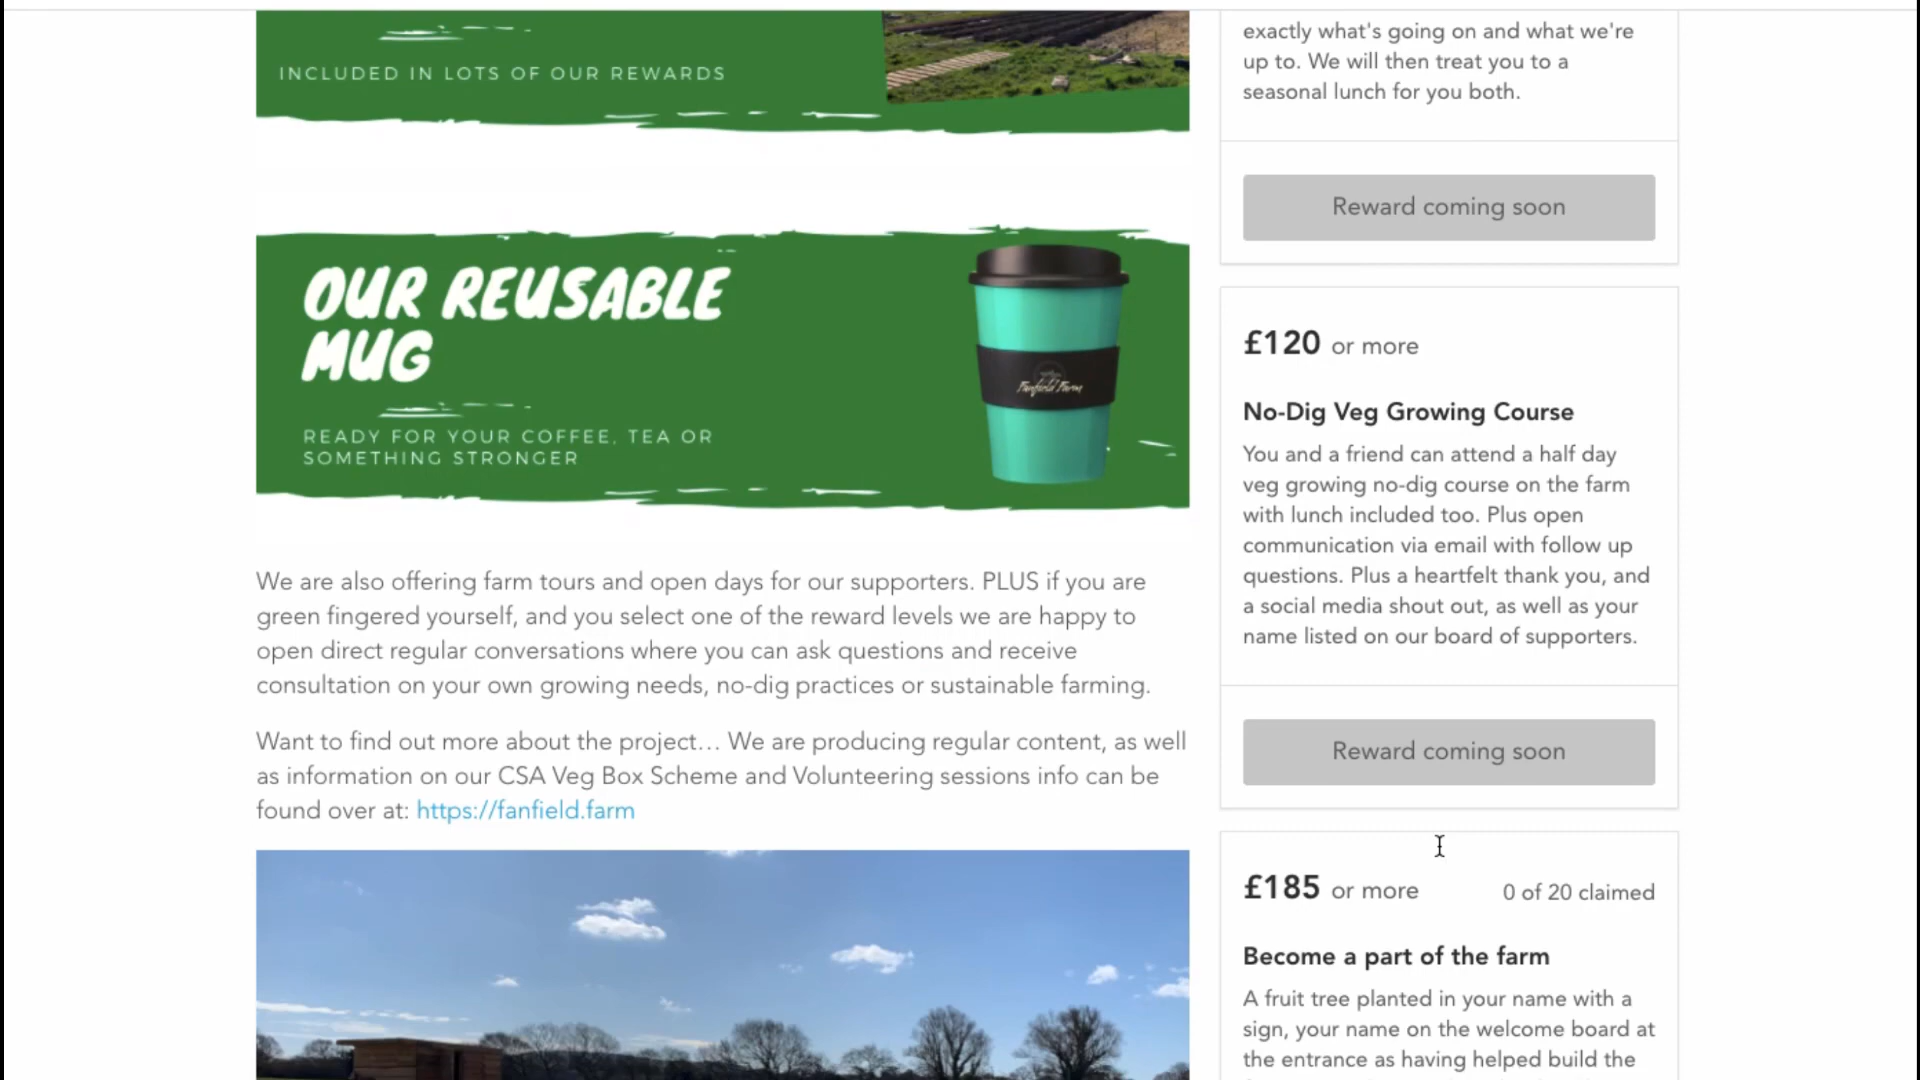 INCLUDED IN LOTS OF OUR REWARDS
OUR REUSABLE
MUG
READY FOR YOUR COFFEE, TEA OR
SOMETHING STRONGER
Fanfield Farm
We are also offering farm tours and open days for our supporters. PLUS if you are
green fingered yourself, and you select one of the reward levels we are happy to
open direct regular conversations where you can ask questions and receive
consultation on your own growing needs, no-dig practices or sustainable farming.
Want to find out more about the project... We are producing regular content, as well
as information on our CSA Veg Box Scheme and Volunteering sessions info can be
found over at: https://fanfield.farm
exactly what's going on and what we're
up to. We will then treat you to a
seasonal lunch for you both.
Reward coming soon
£120 or more
No-Dig Veg Growing Course
You and a friend can attend a half day
veg growing no-dig course on the farm
with lunch included too. Plus open
communication via email with follow up
questions. Plus a heartfelt thank you, and
a social media shout out, as well as your
name listed on our board of supporters.
Reward coming soon
£185 or more 0 of 20 claimed
Become a part of the farm
A fruit tree planted in your name with a
sign, your name on the welcome board at
the entrance as having helped build the